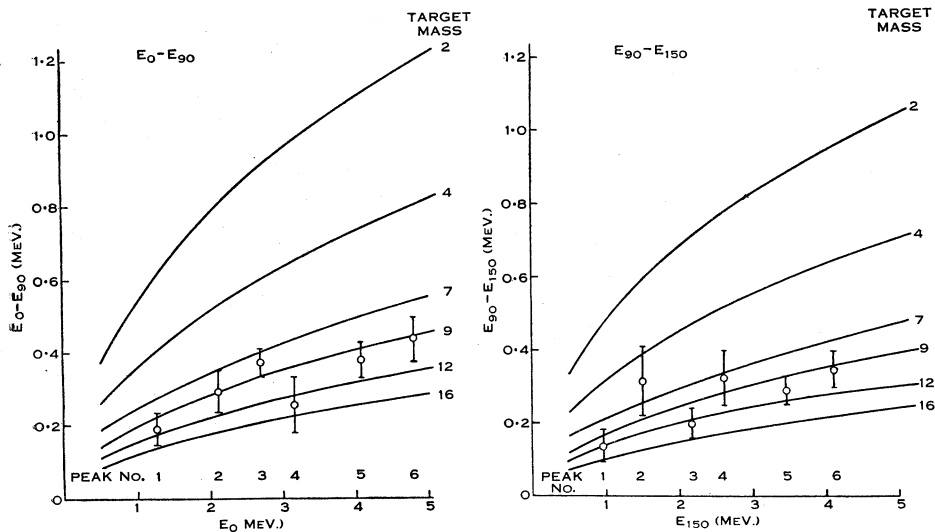 TARGET MASS
E₀–E₉₀
2
4
7
9
12
16
1·2
1·0
0·8
0·6
0·4
0·2
0
E₀–E₉₀ (MEV.)
PEAK No. 1 2 3 4 5 6
1 2 3 4 5
E₀ MEV.)
TARGET MASS
E₉₀–E₁₅₀
2
4
7
9
12
16
1·2
1·0
0·8
0·6
0·4
0·2
0
E₉₀–E₁₅₀ (MEV.)
PEAK No. 1 2 3 4 5 6
1 2 3 4 5
E₁₅₀ (MEV.)